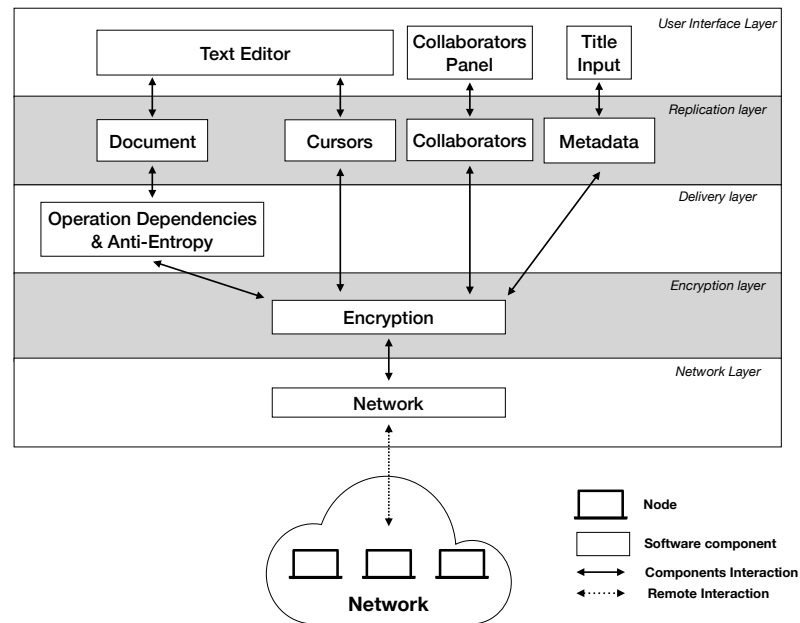 User Interface Layer
Text Editor
Collaborators
Panel
Title
Input
Replication layer
Document
Cursors
Collaborators
Metadata
Delivery layer
Operation Dependencies
& Anti-Entropy
Encryption layer
Encryption
Network Layer
Network
Node
Software component
Components Interaction
Remote Interaction
Network